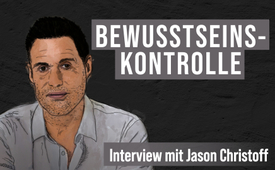 BEWUSSTSEINS-
KONTROLLE
Interview mit Jason Christoff